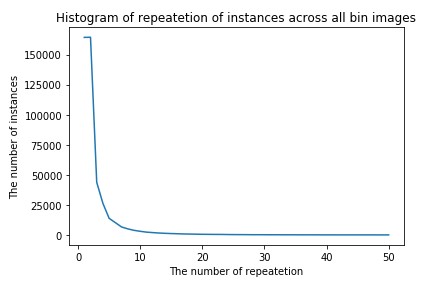 Histogram of repeatetion of instances across all bin images
The number of instances
150000
125000
100000
75000
50000
25000
0
0 10 20 30 40 50
The number of repeatetion